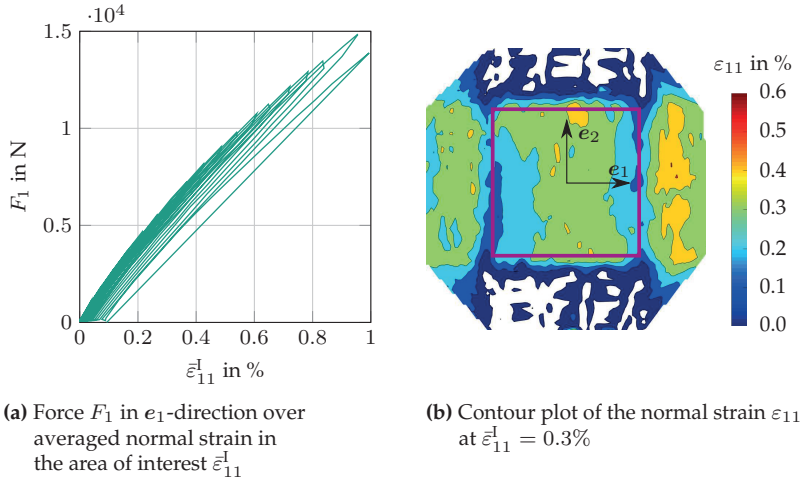 ·10⁴
1.5
1
0.5
0
F₁ in N
0 0.2 0.4 0.6 0.8 1
ε̄ᴵ₁₁ in %
(a) Force F₁ in e₁-direction over
averaged normal strain in
the area of interest ε̄ᴵ₁₁
e₂
e₁
ε₁₁ in %
0.6
0.5
0.4
0.3
0.2
0.1
0.0
(b) Contour plot of the normal strain ε₁₁
at ε̄ᴵ₁₁ = 0.3%